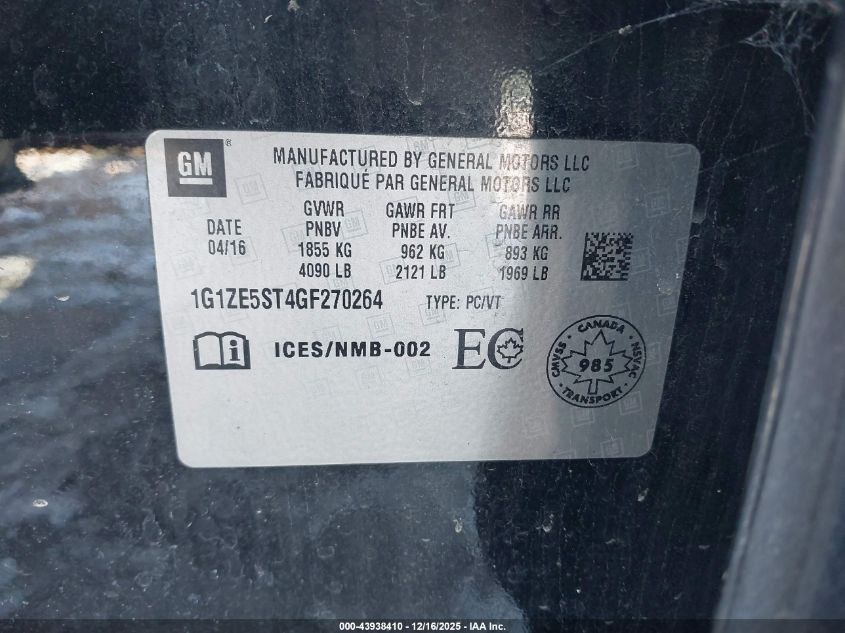 GM ®
MANUFACTURED BY GENERAL MOTORS LLC
FABRIQUÉ PAR GENERAL MOTORS LLC
DATE
04/16
GVWR
PNBV
1855 KG
4090 LB
GAWR FRT
PNBE AV.
962 KG
2121 LB
GAWR RR
PNBE ARR.
893 KG
1969 LB
1G1ZE5ST4GF270264 TYPE: PC/VT
i ICES/NMB-002 EC
CANADA
CMVSS
985
NSVAC
TRANSPORT
000-43938410 - 12/16/2025 - IAA Inc.